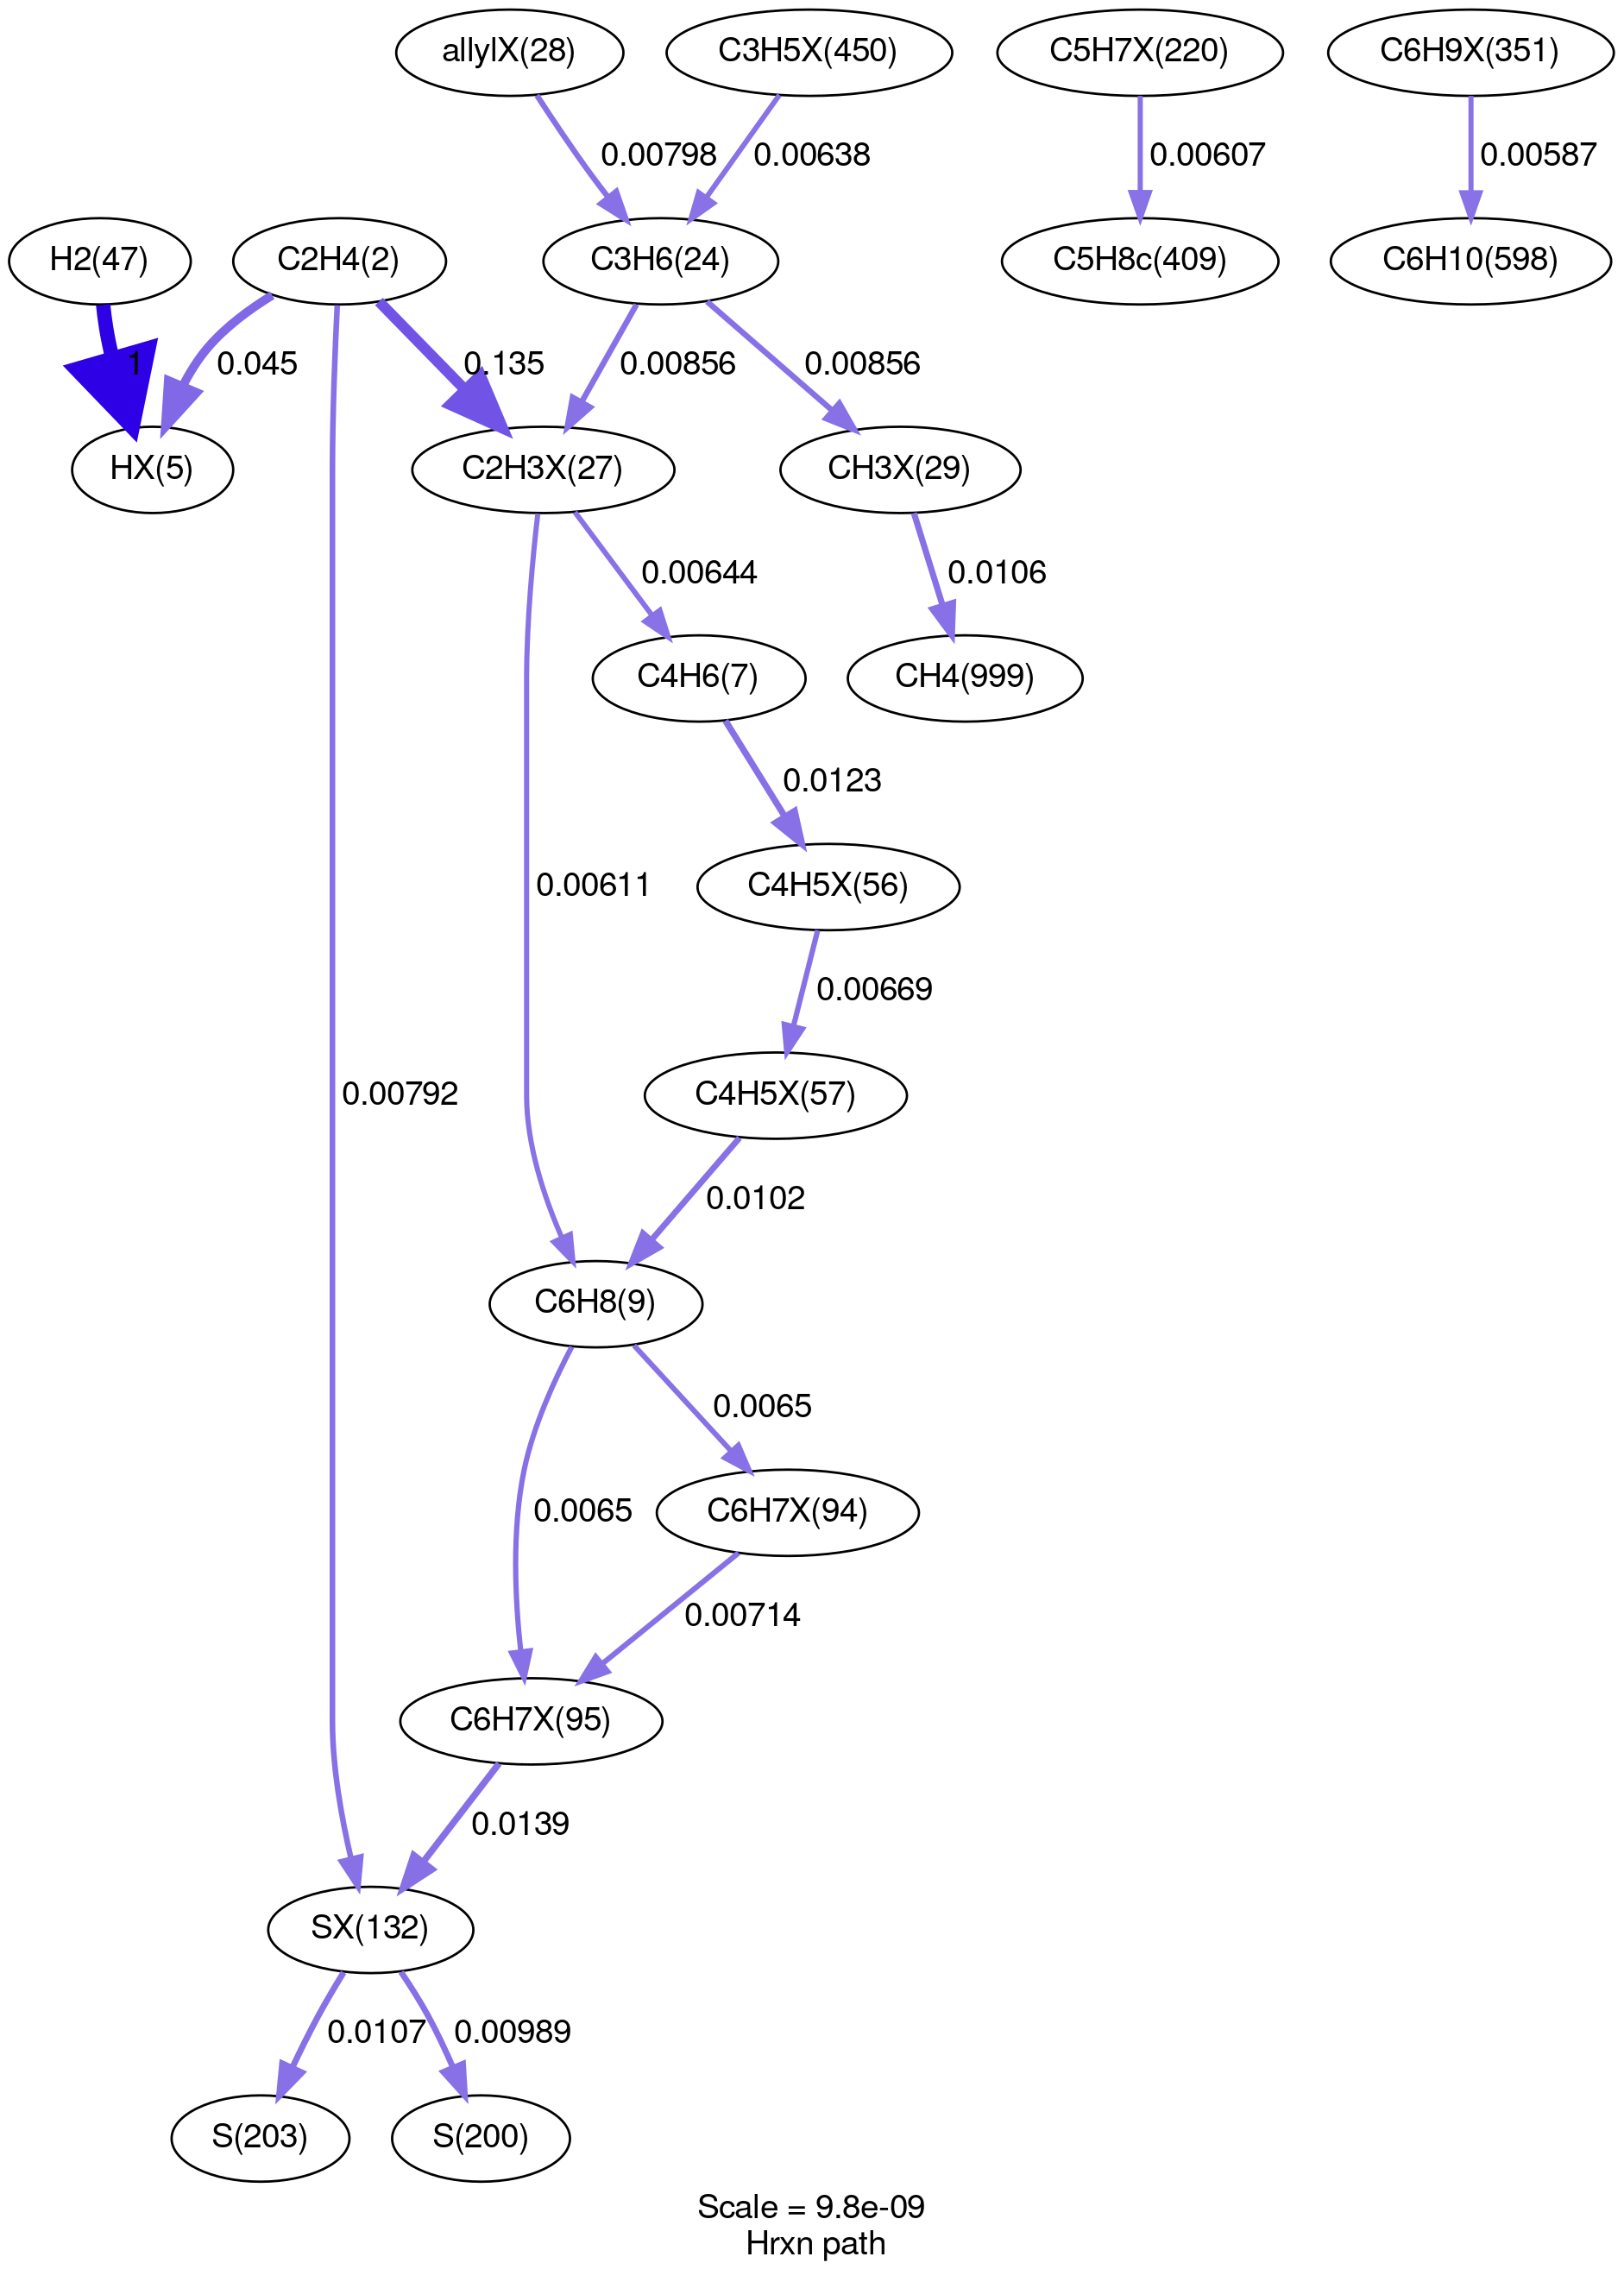 allylX(28)
C3H5X(450)
C5H7X(220)
C6H9X(351)
0.00798
0.00638
0.00607
0.00587
H2(47)
C2H4(2)
C3H6(24)
C5H8c(409)
C6H10(598)
1
0.045
0.135
0.00856
0.00856
HX(5)
C2H3X(27)
CH3X(29)
0.00644
0.0106
C4H6(7)
CH4(999)
0.0123
0.00611
C4H5X(56)
0.00669
0.00792
C4H5X(57)
0.0102
C6H8(9)
0.0065
0.0065
C6H7X(94)
0.00714
C6H7X(95)
0.0139
SX(132)
0.0107
0.00989
S(203)
S(200)
Scale = 9.8e-09
Hrxn path